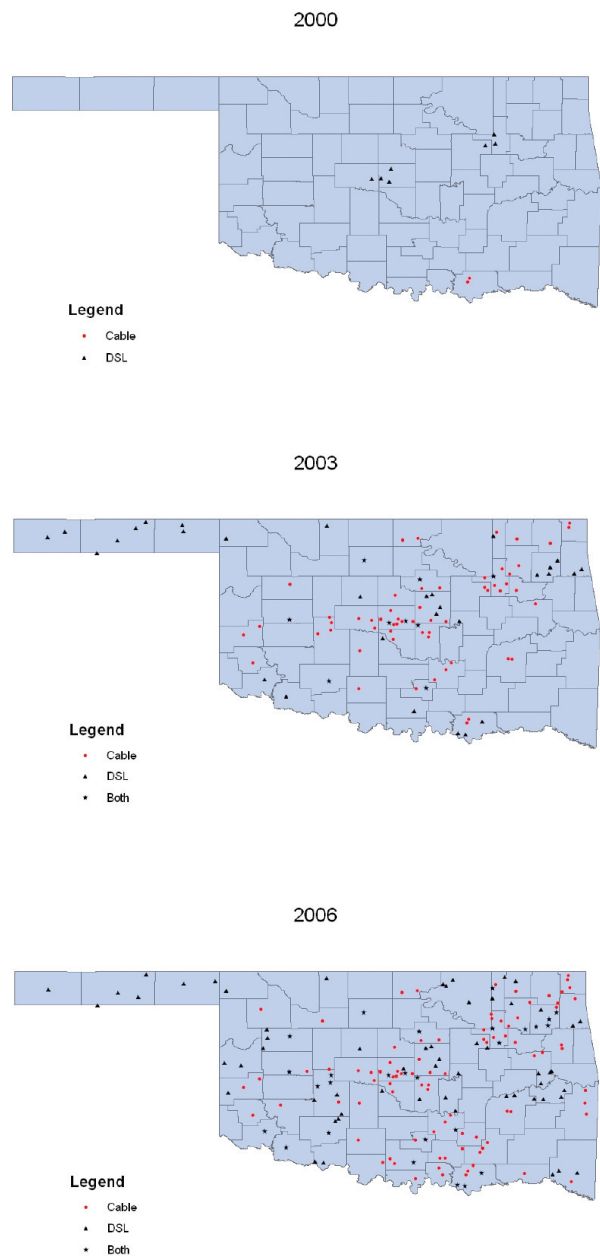 2000
Legend
Cable
DSL
2003
Legend
Cable
DSL
Both
2006
Legend
Cable
DSL
Both